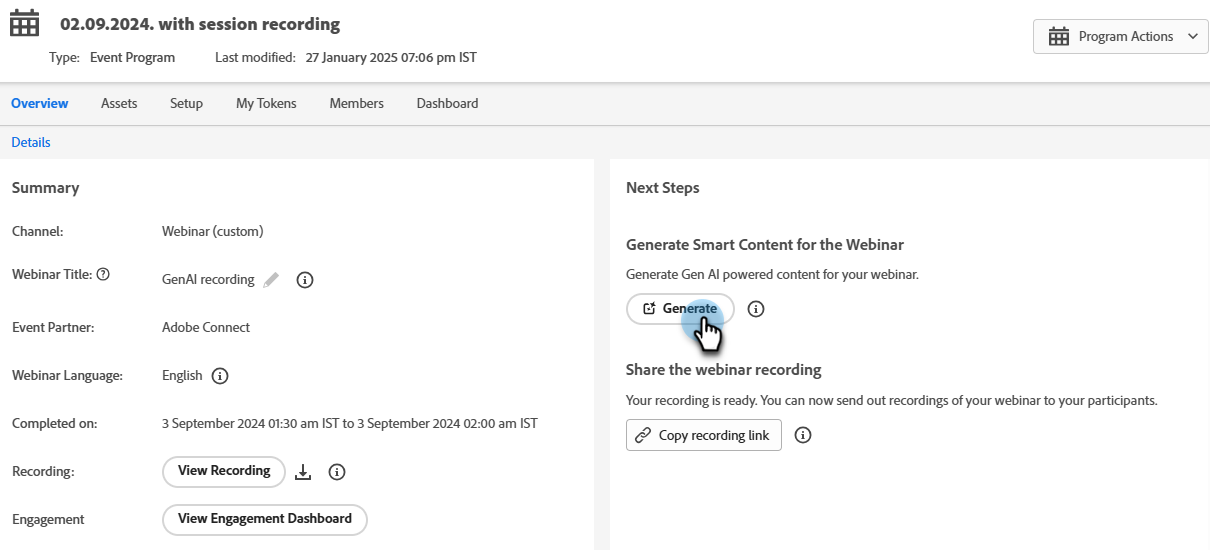 02.09.2024. with session recording
Program Actions
Type: Event Program Last modified: 27 January 2025 07:06 pm IST
Overview Assets Setup My Tokens Members Dashboard
Details
Summary
Channel: Webinar (custom)
Webinar Title: GenAI recording
Event Partner: Adobe Connect
Webinar Language: English
Completed on: 3 September 2024 01:30 am IST to 3 September 2024 02:00 am IST
Recording: View Recording
Engagement View Engagement Dashboard
Next Steps
Generate Smart Content for the Webinar
Generate Gen AI powered content for your webinar.
Generate
Share the webinar recording
Your recording is ready. You can now send out recordings of your webinar to your participants.
Copy recording link